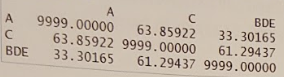 A C BDE
A 9999.00000 63.85922 33.30165
C 63.85922 9999.00000 61.29437
BDE 33.30165 61.29437 9999.00000